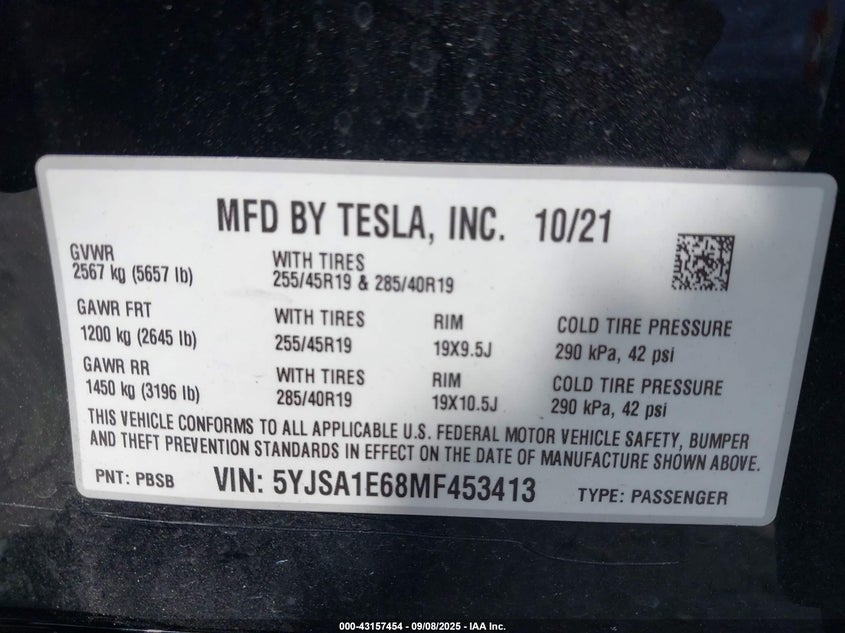 MFD BY TESLA, INC. 10/21
GVWR
2567 kg (5657 lb)
WITH TIRES
255/45R19 & 285/40R19
GAWR FRT
1200 kg (2645 lb)
WITH TIRES
255/45R19
RIM
19X9.5J
COLD TIRE PRESSURE
290 kPa, 42 psi
GAWR RR
1450 kg (3196 lb)
WITH TIRES
285/40R19
RIM
19X10.5J
COLD TIRE PRESSURE
290 kPa, 42 psi
THIS VEHICLE CONFORMS TO ALL APPLICABLE U.S. FEDERAL MOTOR VEHICLE SAFETY, BUMPER
AND THEFT PREVENTION STANDARDS IN EFFECT ON THE DATE OF MANUFACTURE SHOWN ABOVE.
PNT: PBSB VIN: 5YJSA1E68MF453413 TYPE: PASSENGER
000-43157454 - 09/08/2025 - IAA Inc.